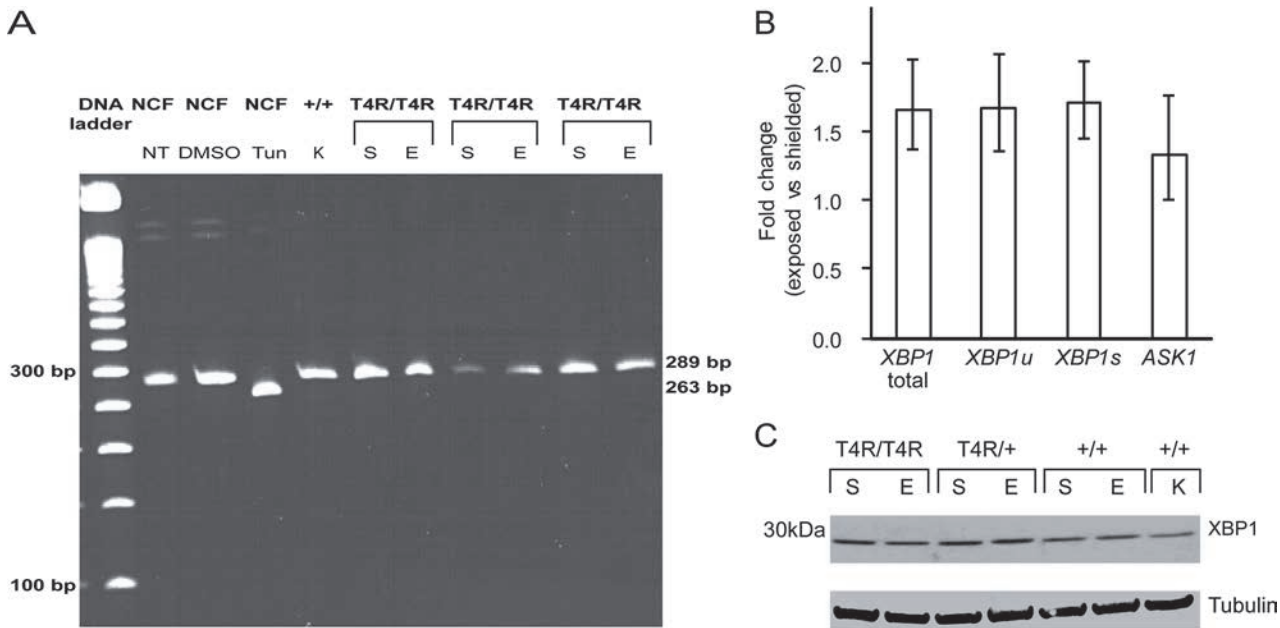 A
DNA ladder NCF NCF NCF +/+ T4R/T4R T4R/T4R T4R/T4R
NT DMSO Tun K S E S E S E
300 bp
100 bp
289 bp
263 bp
B
Fold change
(exposed vs shielded)
2.0
1.5
1.0
0.5
0.0
XBP1 total XBP1u XBP1s ASK1
C
T4R/T4R T4R/+ +/+ +/+
S E S E S E K
30kDa XBP1
Tubulin